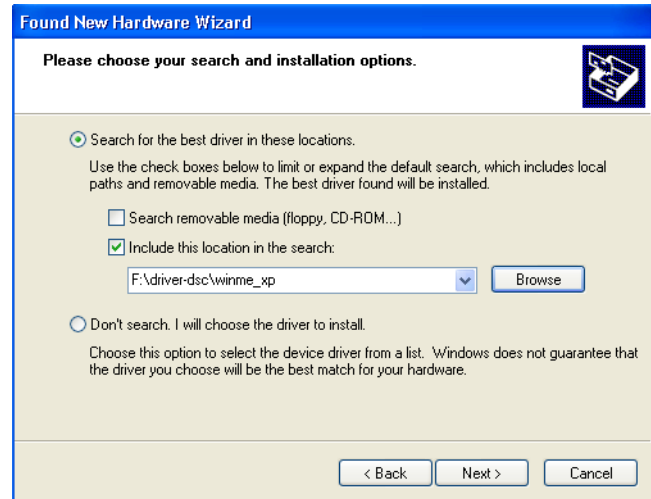 Found New Hardware Wizard
Please choose your search and installation options.
Search for the best driver in these locations.
Use the check boxes below to limit or expand the default search, which includes local
paths and removable media. The best driver found will be installed.
Search removable media (floppy, CD-ROM...)
Include this location in the search:
F:\driver-dsc\winme_xp
Browse
Don't search. I will choose the driver to install.
Choose this option to select the device driver from a list. Windows does not guarantee that
the driver you choose will be the best match for your hardware.
< Back Next > Cancel